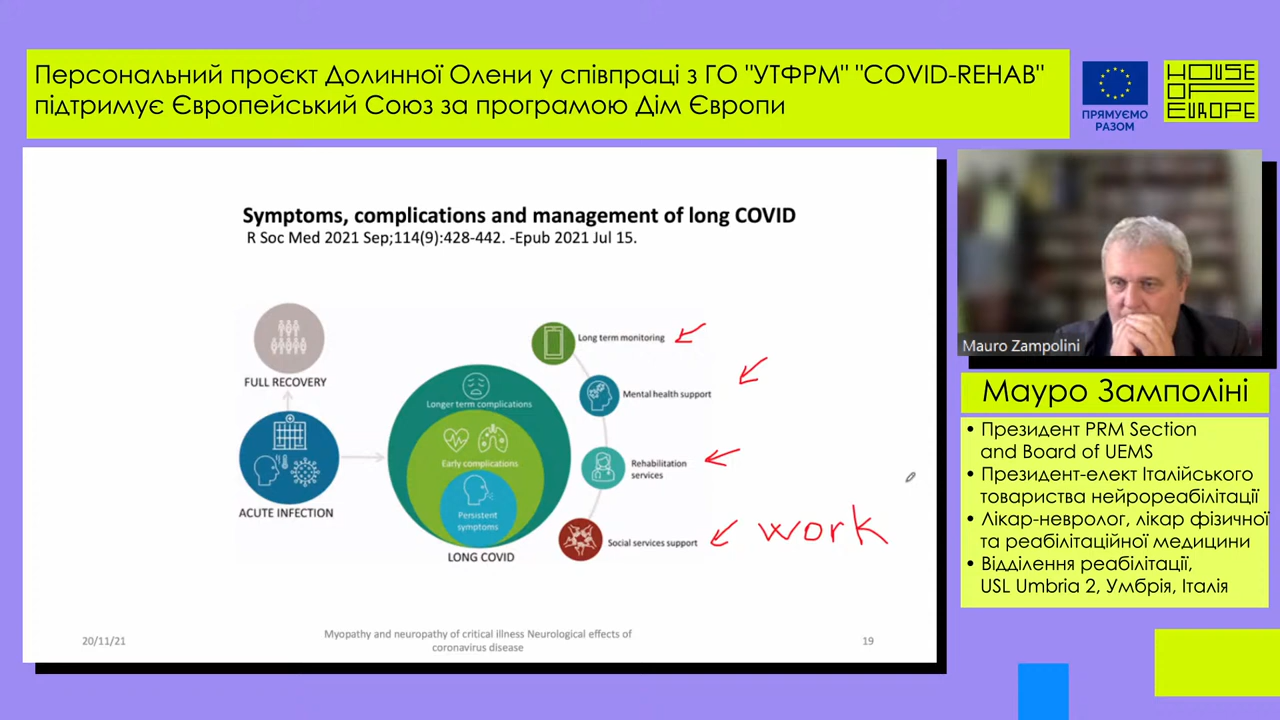 Персональний проєкт Долинної Олени у співпраці з ГО "УТФРМ" "COVID-REHAB"
підтримує Європейський Союз за програмою Дім Європи
ПРЯМУЄМО
РАЗОМ
HOUSE
OF
EUROPE
Symptoms, complications and management of long COVID
R Soc Med 2021 Sep;114(9):428-442. -Epub 2021 Jul 15.
FULL RECOVERY
ACUTE INFECTION
Longer term complications
Early complications
Persistent
symptoms
LONG COVID
Long term monitoring
Mental health support
Rehabilitation
services
Social services support
work
20/11/21
Myopathy and neuropathy of critical illness Neurological effects of
coronavirus disease
19
Mauro Zampolini
Мауро Замполіні
• Президент PRM Section
and Board of UEMS
• Президент-елект Італійського
товариства нейрореабілітації
• Лікар-невролог, лікар фізичної
та реабілітаційної медицини
• Відділення реабілітації,
USL Umbria 2, Умбрія, Італія